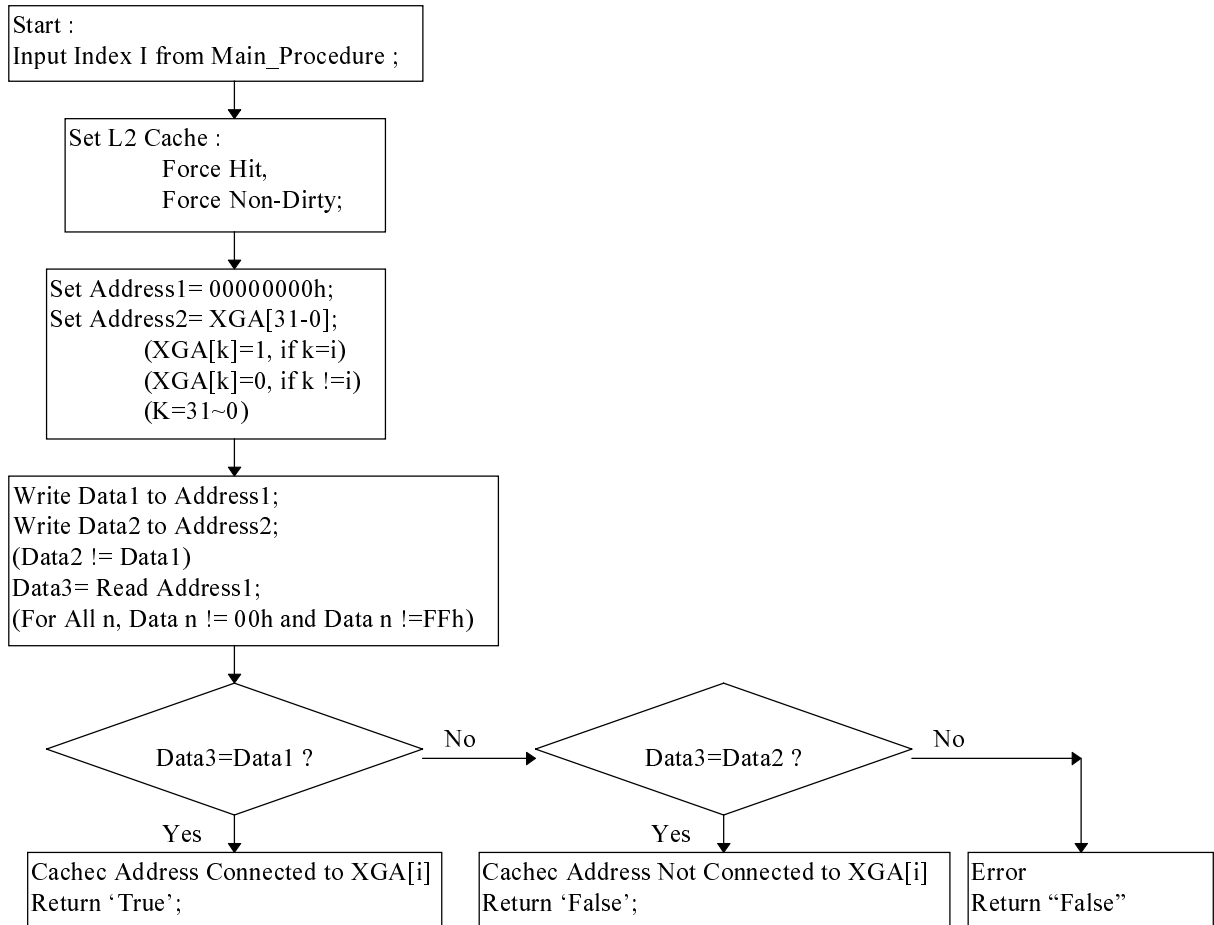 Start :
Input Index I from Main_Procedure ;
Set L2 Cache :
Force Hit,
Force Non-Dirty;
Set Address1= 00000000h;
Set Address2= XGA[31-0];
(XGA[k]=1, if k=i)
(XGA[k]=0, if k !=i)
(K=31~0)
Write Data1 to Address1;
Write Data2 to Address2;
(Data2 != Data1)
Data3= Read Address1;
(For All n, Data n != 00h and Data n !=FFh)
Data3=Data1 ?
No
Data3=Data2 ?
No
Yes
Yes
Cachec Address Connected to XGA[i]
Return ‘True’;
Cachec Address Not Connected to XGA[i]
Return ‘False’;
Error
Return “False”